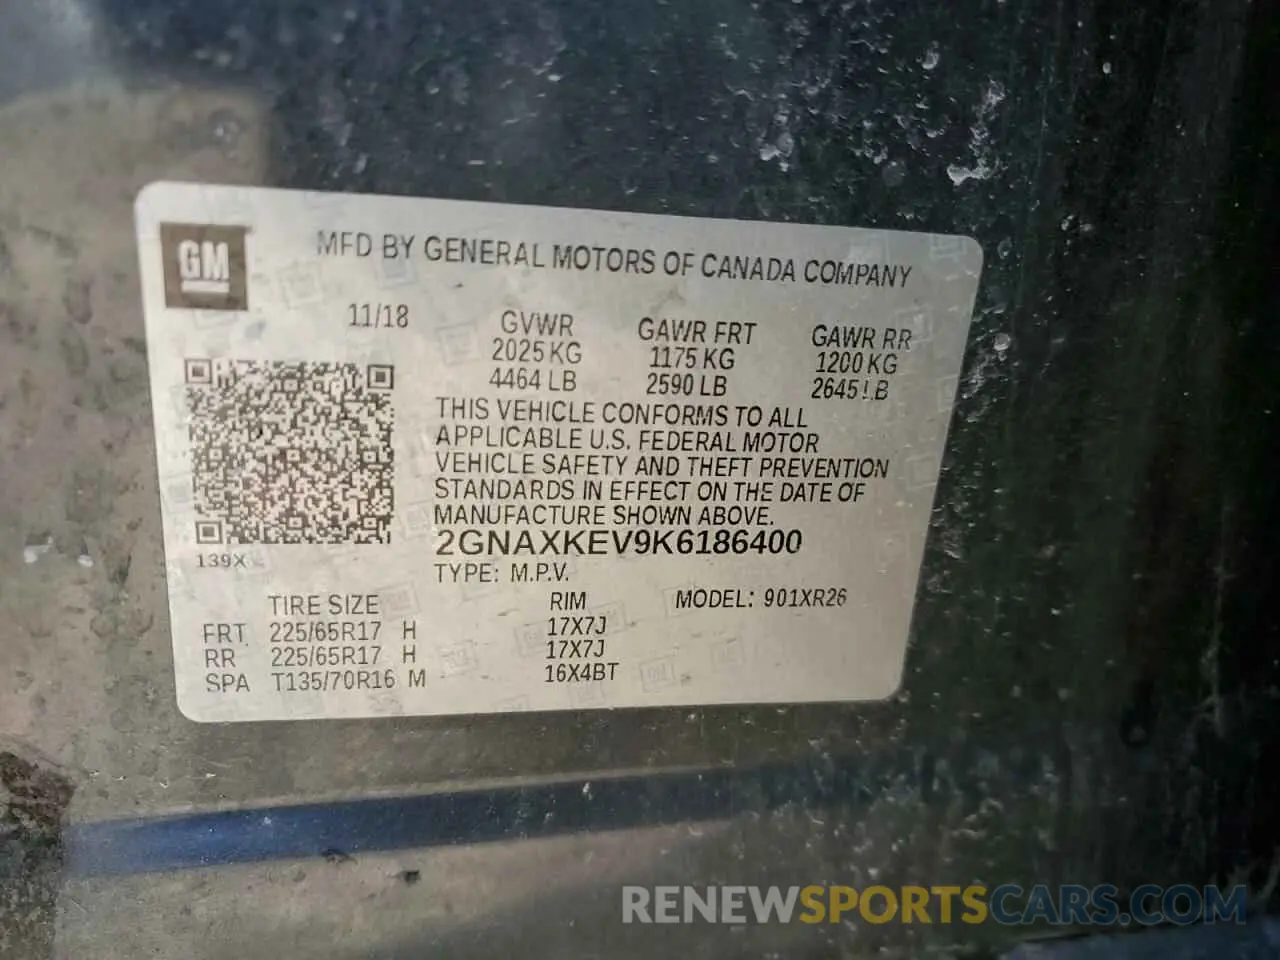 GM
MFD BY GENERAL MOTORS OF CANADA COMPANY
11/18 GVWR GAWR FRT GAWR RR
2025 KG 1175 KG 1200 KG
4464 LB 2590 LB 2645 LB
THIS VEHICLE CONFORMS TO ALL
APPLICABLE U.S. FEDERAL MOTOR
VEHICLE SAFETY AND THEFT PREVENTION
STANDARDS IN EFFECT ON THE DATE OF
MANUFACTURE SHOWN ABOVE.
2GNAXKEV9K6186400
139X
TYPE: M.P.V.
TIRE SIZE RIM MODEL: 901XR26
FRT 225/65R17 H 17X7J
RR 225/65R17 H 17X7J
SPA T135/70R16 M 16X4BT
RENEWSPORTSCARS.COM